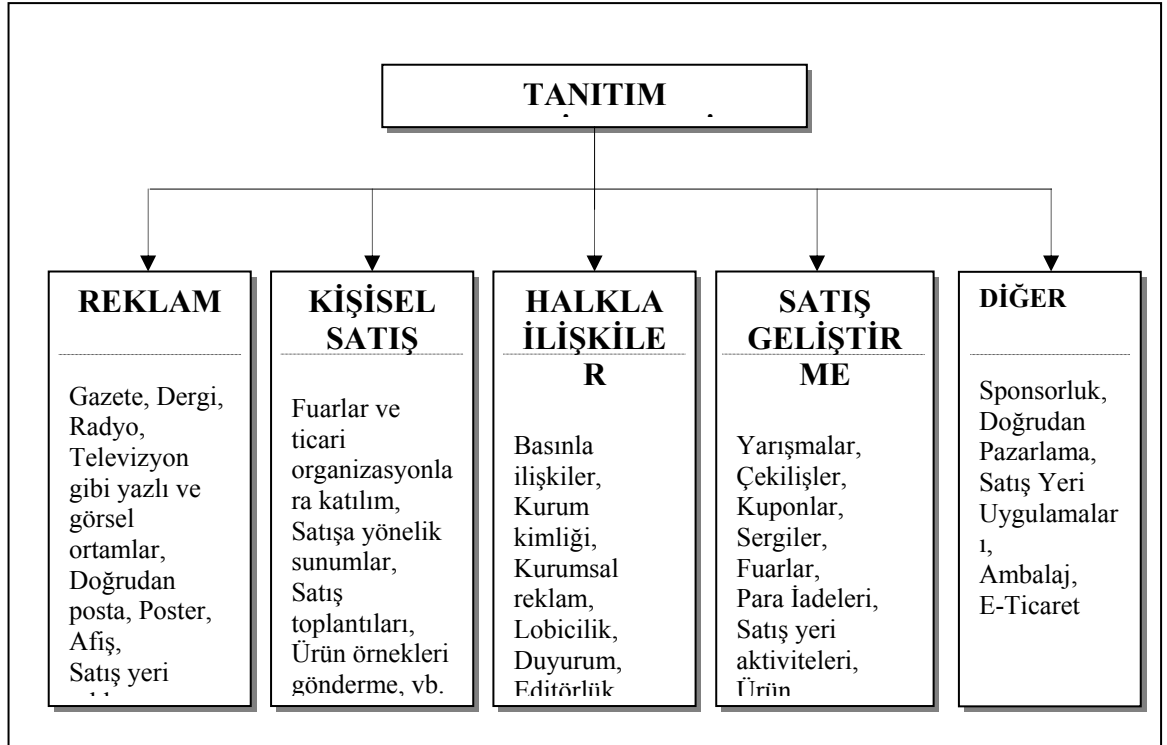 TANITIM
REKLAM
Gazete, Dergi,
Radyo,
Televizyon
gibi yazlı ve
görsel
ortamlar,
Doğrudan
posta, Poster,
Afiş,
Satış yeri
KİŞİSEL
SATIŞ
Fuarlar ve
ticari
organizasyonla
ra katılım,
Satışa yönelik
sunumlar,
Satış
toplantıları,
Ürün örnekleri
gönderme, vb.
HALKLA
İLİŞKİLE
R
Basınla
ilişkiler,
Kurum
kimliği,
Kurumsal
reklam,
Lobicilik,
Duyurum,
Editörlük
SATIŞ
GELİŞTİR
ME
Yarışmalar,
Çekilişler,
Kuponlar,
Sergiler,
Fuarlar,
Para İadeleri,
Satış yeri
aktiviteleri,
Ürün
DİĞER
Sponsorluk,
Doğrudan
Pazarlama,
Satış Yeri
Uygulamalar
ı,
Ambalaj,
E-Ticaret